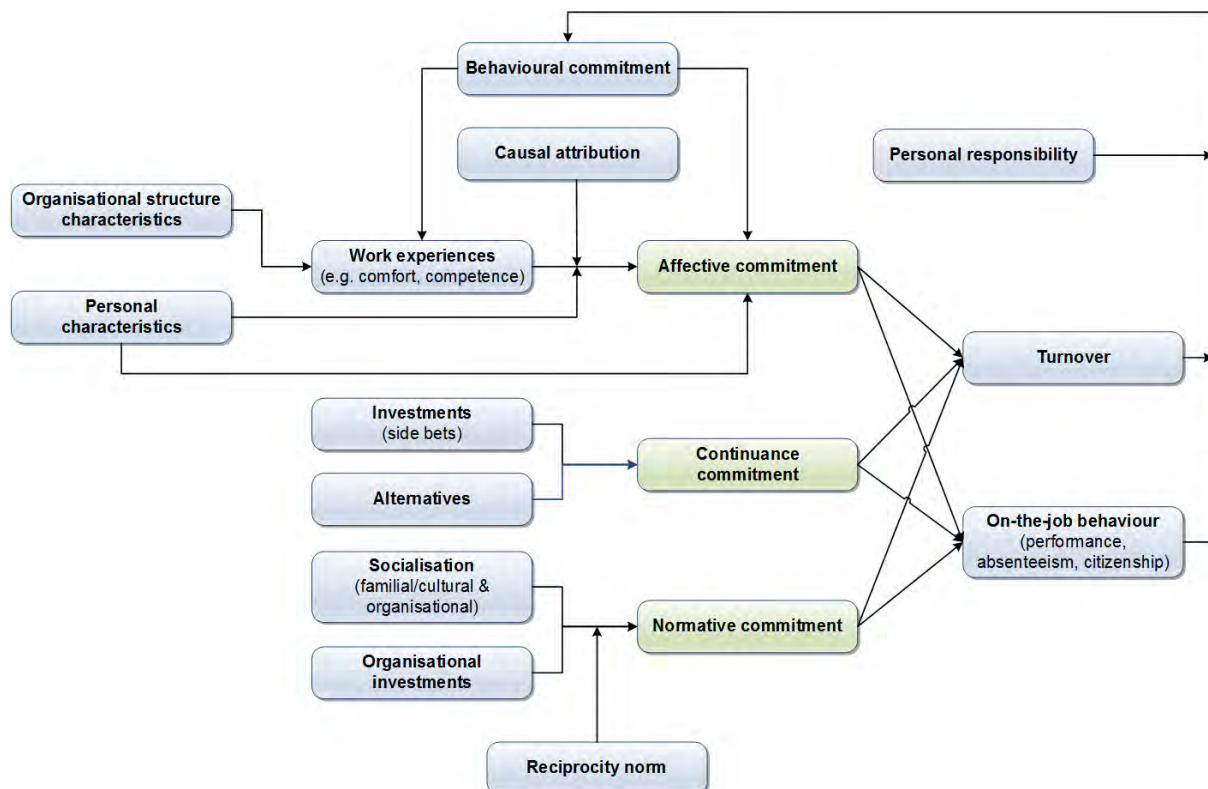 Behavioural commitment
Causal attribution
Personal responsibility
Organisational structure
characteristics
Work experiences
(e.g. comfort, competence)
Affective commitment
Personal
characteristics
Turnover
Investments
(side bets)
Continuance
commitment
Alternatives
On-the-job behaviour
(performance,
absenteeism, citizenship)
Socialisation
(familial/cultural &
organisational)
Normative commitment
Organisational
investments
Reciprocity norm